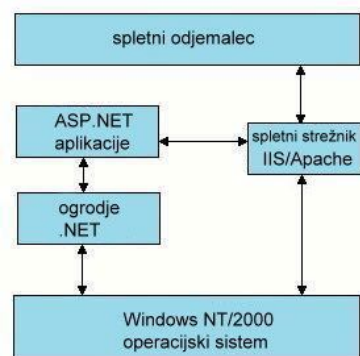 spletni odjemalec
ASP.NET
aplikacije
spletni strežnik
IIS/Apache
ogrodje
.NET
Windows NT/2000
operacijski sistem